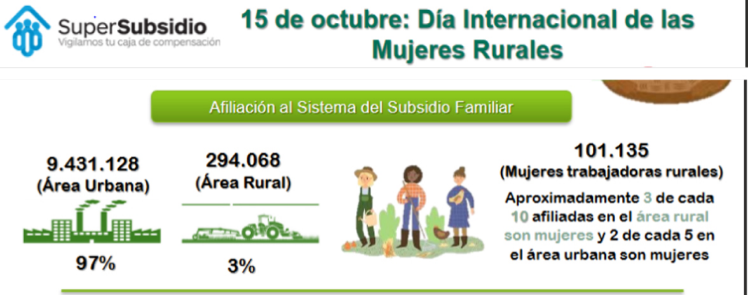 SuperSubsidio
Vigilamos tu caja de compensación
15 de octubre: Día Internacional de las
Mujeres Rurales
Afiliación al Sistema del Subsidio Familiar
9.431.128
(Área Urbana)
97%
294.068
(Área Rural)
3%
101.135
(Mujeres trabajadoras rurales)
Aproximadamente 3 de cada
10 afiliadas en el área rural
son mujeres y 2 de cada 5 en
el área urbana son mujeres